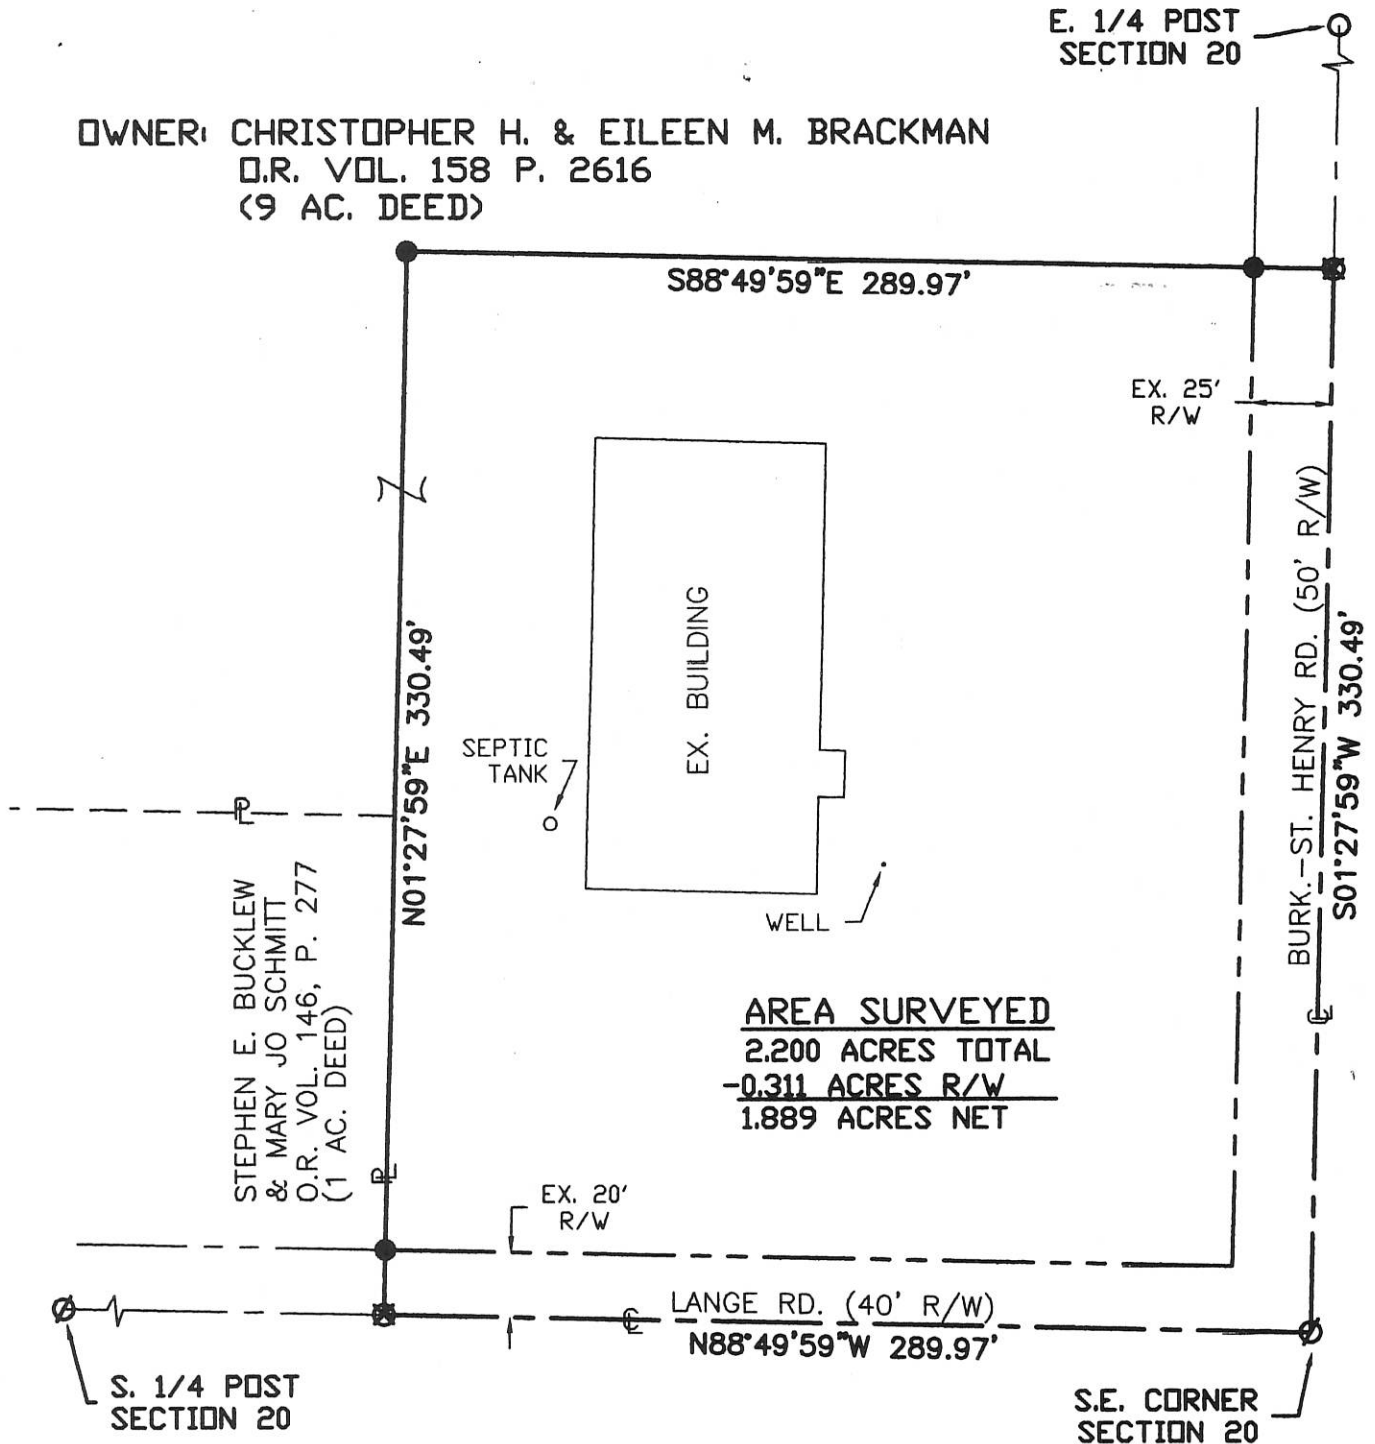 E. 1/4 POST
SECTION 20
OWNER: CHRISTOPHER H. & EILEEN M. BRACKMAN
O.R. VOL. 158 P. 2616
(9 AC. DEED)
S88°49'59"E 289.97'
EX. 25'
R/W
BURK.-ST. HENRY RD. (50' R/W)
S01°27'59"W 330.49'
N01°27'59"E 330.49'
EX. BUILDING
SEPTIC
TANK
WELL
PL
STEPHEN E. BUCKLEW
& MARY JO SCHMITT
O.R. VOL. 146, P. 277
(1 AC. DEED)
PL
CL
AREA SURVEYED
2.200 ACRES TOTAL
-0.311 ACRES R/W
1.889 ACRES NET
EX. 20'
R/W
CL
LANGE RD. (40' R/W)
N88°49'59"W 289.97'
S. 1/4 POST
SECTION 20
S.E. CORNER
SECTION 20